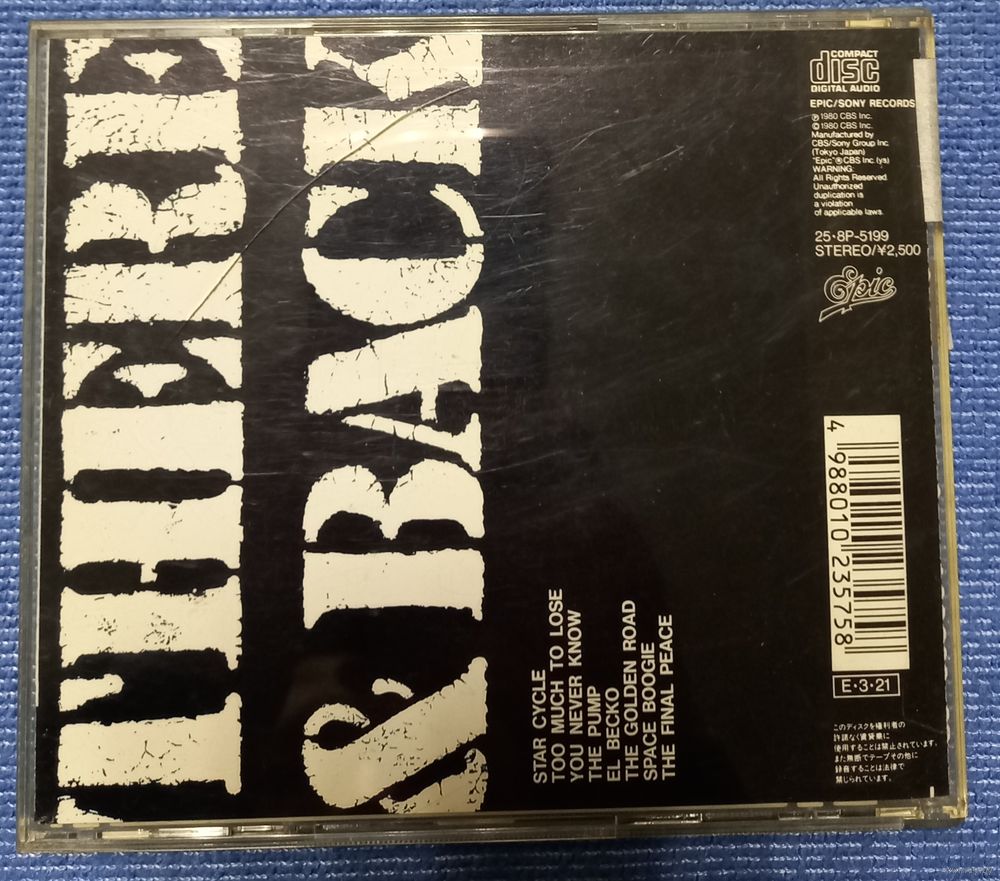 THERE
& BACK
STAR CYCLE
TOO MUCH TO LOSE
YOU NEVER KNOW
THE PUMP
EL BECKO
THE GOLDEN ROAD
SPACE BOOGIE
THE FINAL PEACE
COMPACT
disc
DIGITAL AUDIO
EPIC/SONY RECORDS
℗1980 CBS Inc.
©1980 CBS Inc.
Manufactured by
CBS/Sony Group Inc.
(Tokyo Japan)
"Epic"®CBS Inc.(ys)
WARNING:
All Rights Reserved
Unauthorized
duplication is
a violation
of applicable laws.
25・8P-5199
STEREO/¥2,500
Epic
4 988010 235758
E・3・21
このディスクを権利者の
許諾なく賃貸業に
使用することは禁止されています。
また無断でテープその他に
録音することは法律で
禁じられています。